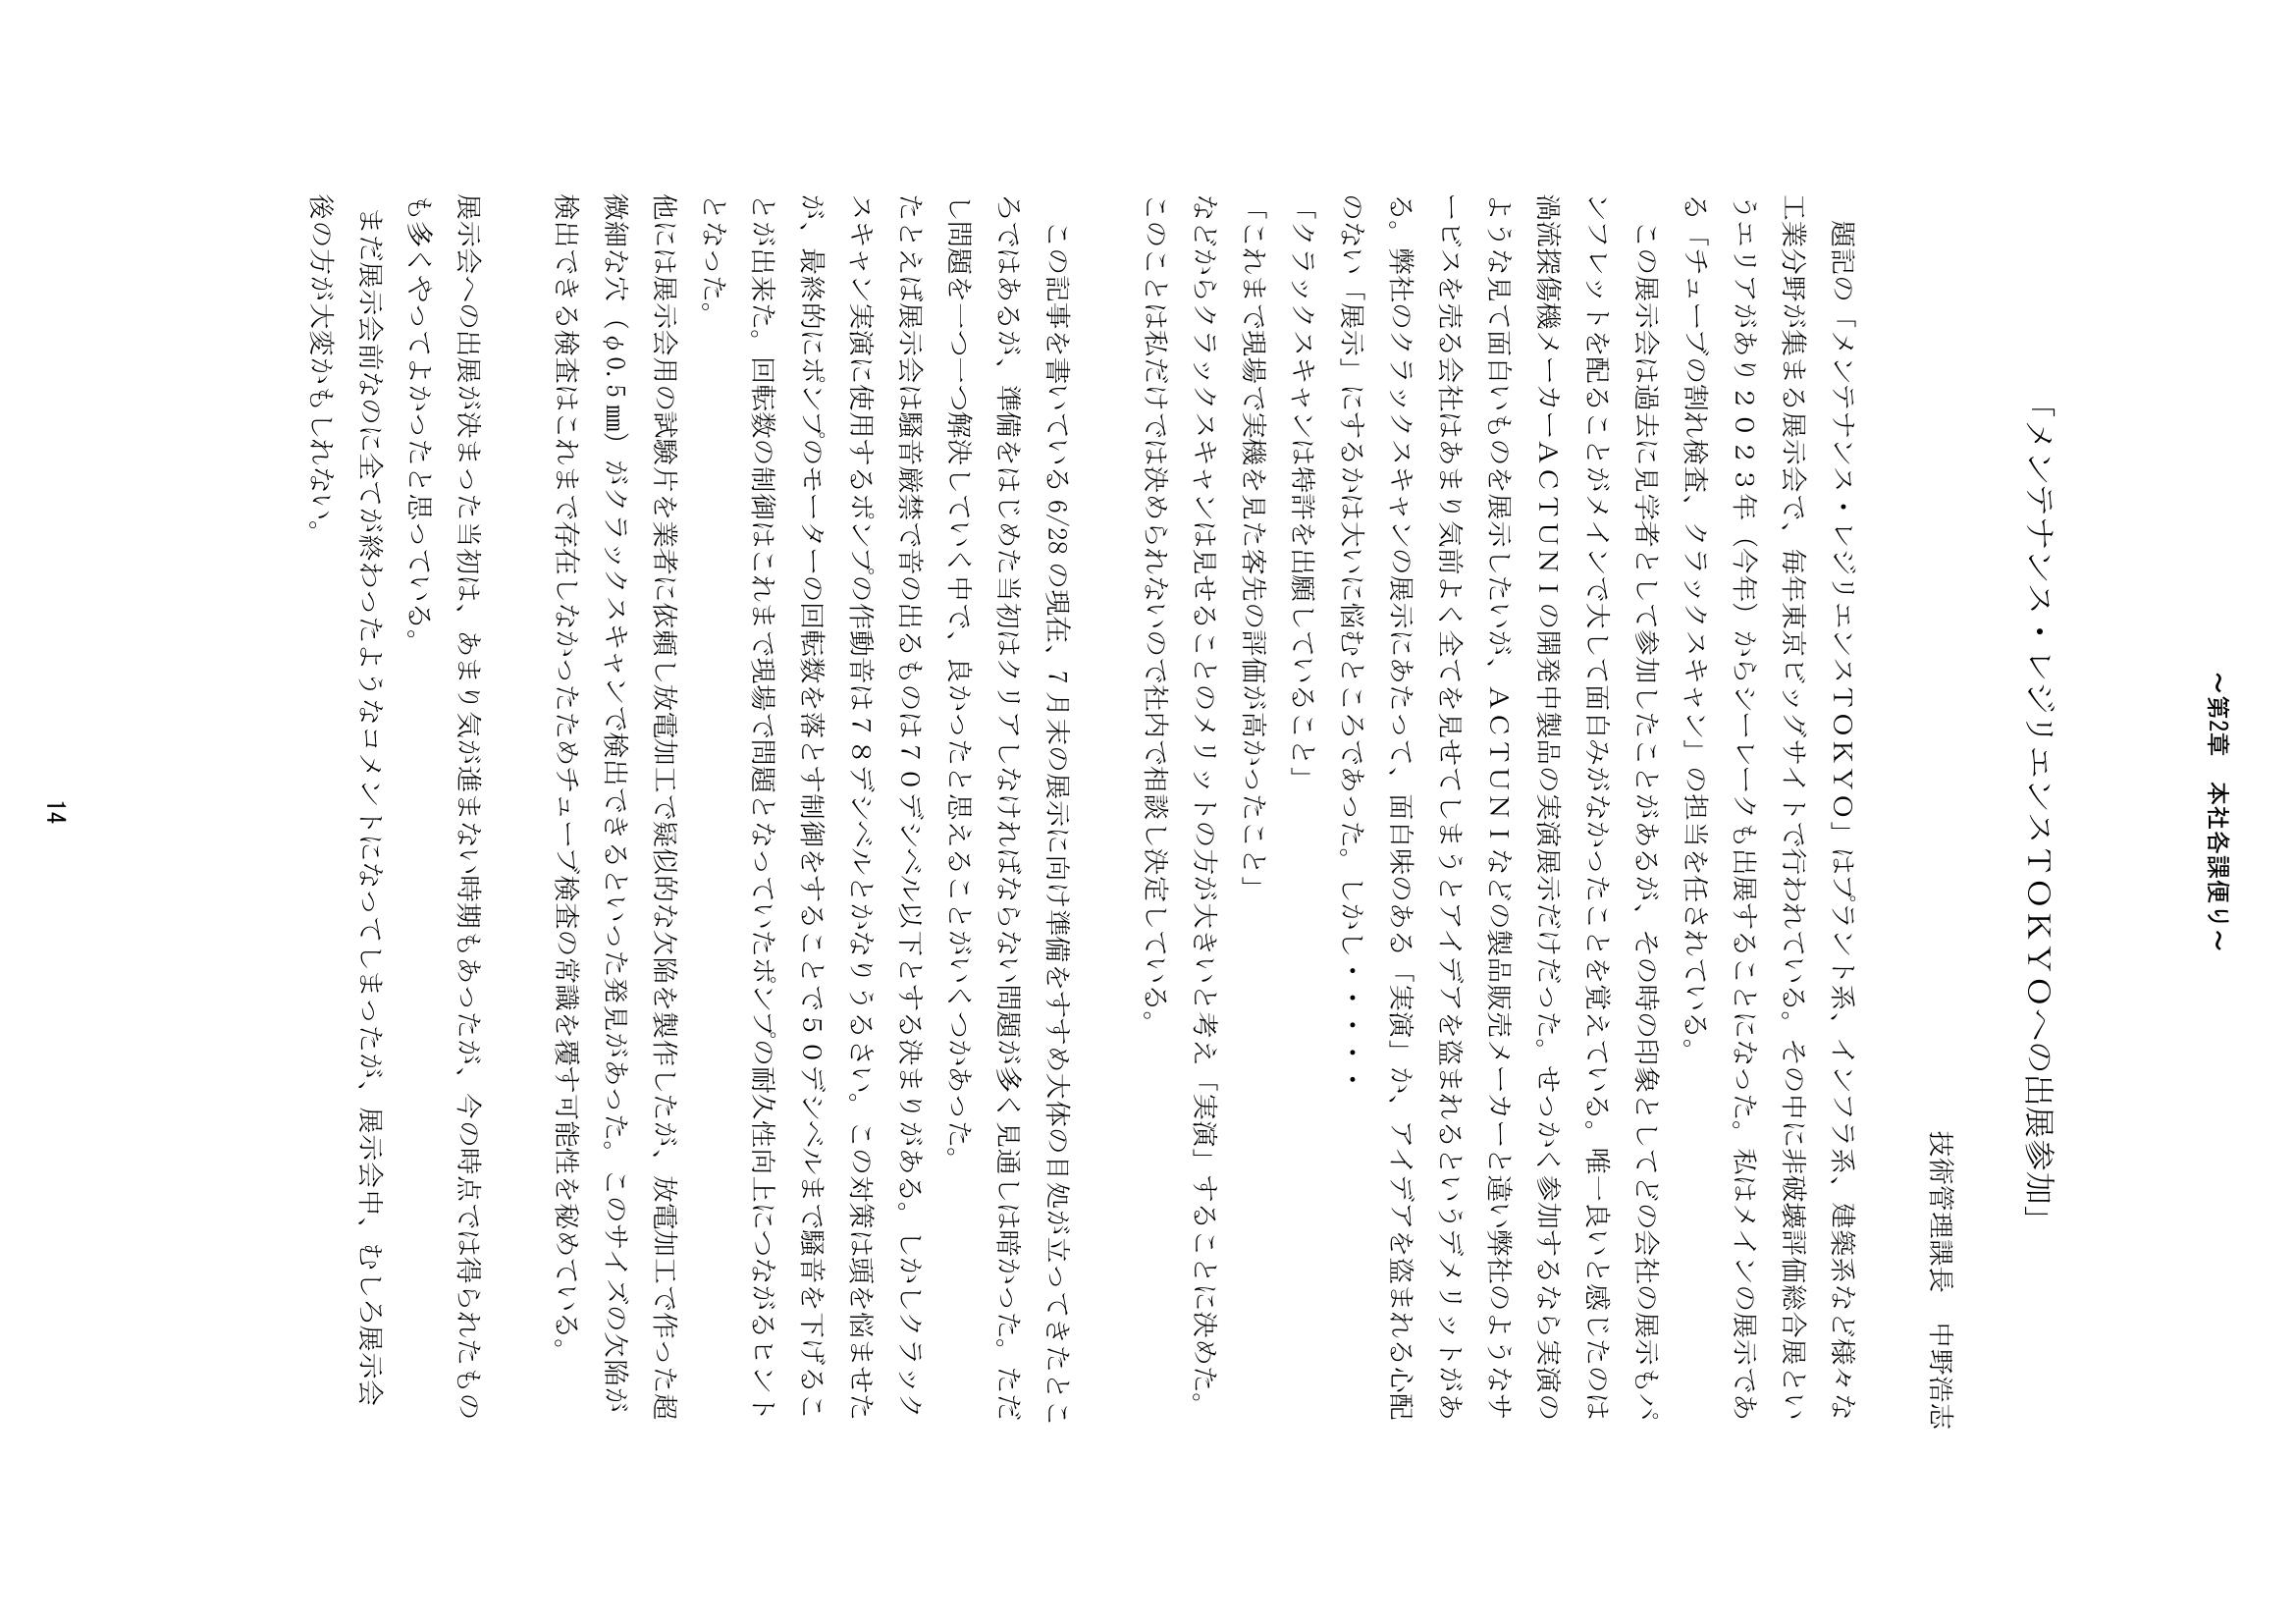 ～第2章　本社各課便り～
「メンテナンス・レジリエンスＴＯＫＹＯへの出展参加」
技術管理課長　中野浩志
　題記の「メンテナンス・レジリエンスTOKYO」はプラント系、インフラ系、建築系など様々な
工業分野が集まる展示会で、毎年東京ビッグサイトで行われている。その中に非破壊評価総合展とい
うエリアがあり２０２３年（今年）からシーレークも出展することになった。私はメインの展示であ
る「チューブの割れ検査、クラックスキャン」の担当を任されている。
　この展示会は過去に見学者として参加したことがあるが、その時の印象としてどの会社の展示もパ
ンフレットを配ることがメインで大して面白みがなかったことを覚えている。唯一良いと感じたのは
渦流探傷機メーカーＡＣＴＵＮＩの開発中製品の実演展示だけだった。せっかく参加するなら実演の
ような見て面白いものを展示したいが、ＡＣＴＵＮＩなどの製品販売メーカーと違い弊社のようなサ
ービスを売る会社はあまり気前よく全てを見せてしまうとアイデアを盗まれるというデメリットがあ
る。弊社のクラックスキャンの展示にあたって、面白味のある「実演」か、アイデアを盗まれる心配
のない「展示」にするかは大いに悩むところであった。しかし・・・・・
「クラックスキャンは特許を出願していること」
「これまで現場で実機を見た客先の評価が高かったこと」
などからクラックスキャンは見せることのメリットの方が大きいと考え「実演」することに決めた。
このことは私だけでは決められないので社内で相談し決定している。
　この記事を書いている 6/28 の現在、７月末の展示に向け準備をすすめ大体の目処が立ってきたとこ
ろではあるが、準備をはじめた当初はクリアしなければならない問題が多く見通しは暗かった。ただ
し問題を一つ一つ解決していく中で、良かったと思えることがいくつかあった。
たとえば展示会は騒音厳禁で音の出るものは７０デシベル以下とする決まりがある。しかしクラック
スキャン実演に使用するポンプの作動音は７８デシベルとかなりうるさい。この対策は頭を悩ませた
が、最終的にポンプのモーターの回転数を落とす制御をすることで５０デシベルまで騒音を下げるこ
とが出来た。回転数の制御はこれまで現場で問題となっていたポンプの耐久性向上につながるヒント
となった。
他には展示会用の試験片を業者に依頼し放電加工で疑似的な欠陥を製作したが、放電加工で作った超
微細な穴（φ0.5 ㎜）がクラックスキャンで検出できるといった発見があった。このサイズの欠陥が
検出できる検査はこれまで存在しなかったためチューブ検査の常識を覆す可能性を秘めている。
展示会への出展が決まった当初は、あまり気が進まない時期もあったが、今の時点では得られたもの
も多くやってよかったと思っている。
　まだ展示会前なのに全てが終わったようなコメントになってしまったが、展示会中、むしろ展示会
後の方が大変かもしれない。
14